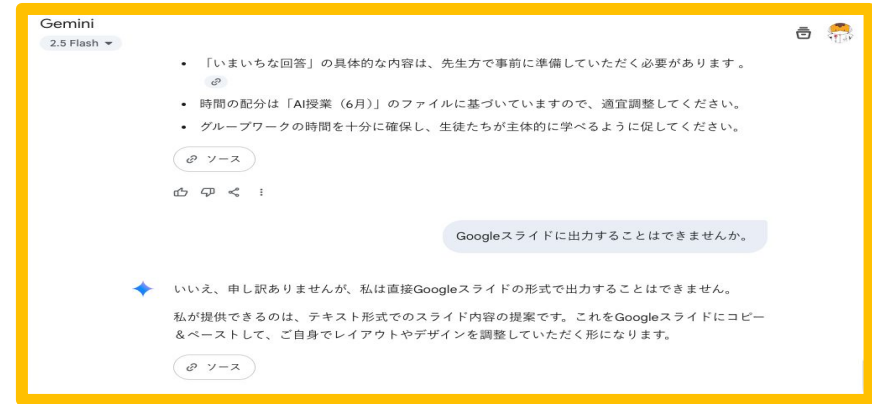 Gemini
2.5 Flash
• 「いまいちな回答」の具体的な内容は、先生方で事前に準備していただく必要があります。
• 時間の配分は「AI授業（6月）」のファイルに基づいていますので、適宜調整してください。
• グループワークの時間を十分に確保し、生徒たちが主体的に学べるように促してください。
ソース
Googleスライドに出力することはできませんか。
いいえ、申し訳ありませんが、私は直接Googleスライドの形式で出力することはできません。
私が提供できるのは、テキスト形式でのスライド内容の提案です。これをGoogleスライドにコピー
＆ペーストして、ご自身でレイアウトやデザインを調整していただく形になります。
ソース